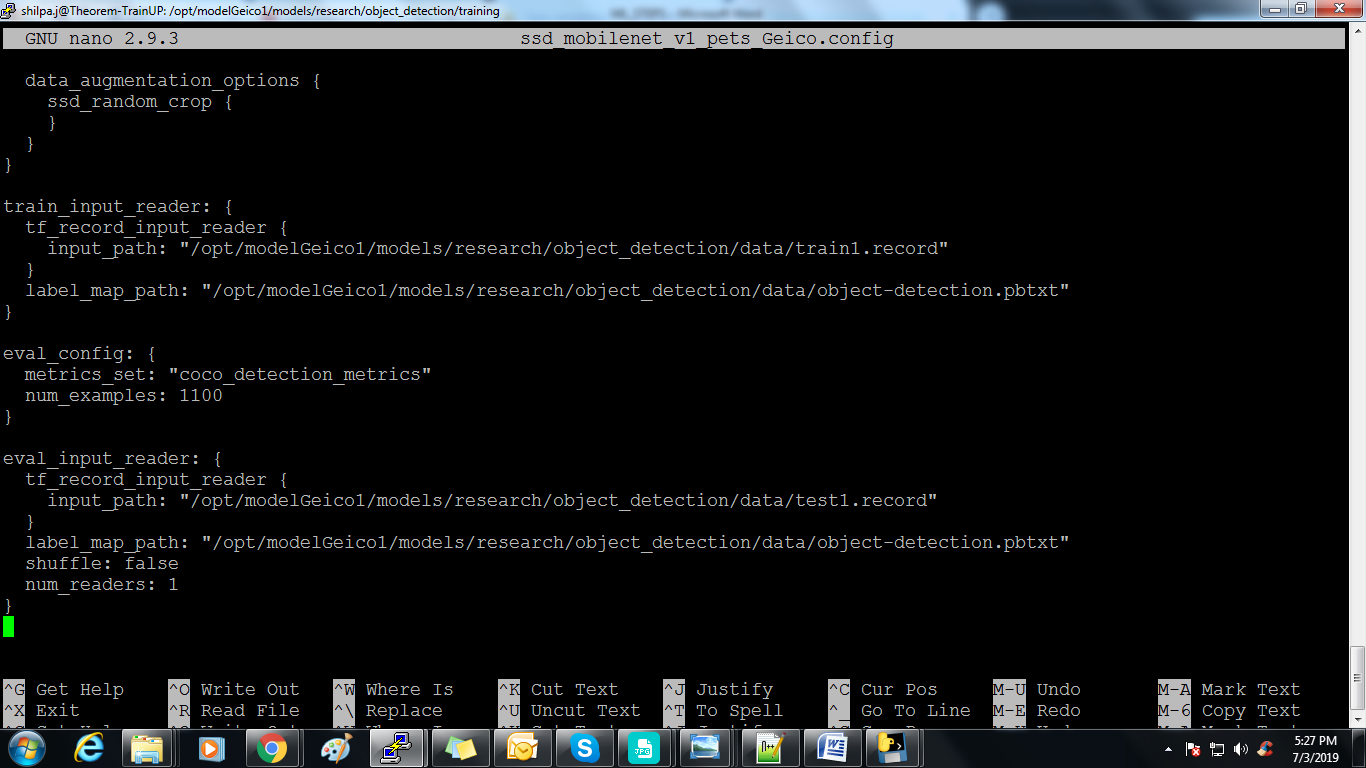 shilpa.j@Theorem-TrainUP: /opt/modelGeico1/models/research/object_detection/training
GNU nano 2.9.3 ssd_mobilenet_v1_pets_Geico.config
data_augmentation_options {
ssd_random_crop {
}
}
}
train_input_reader: {
tf_record_input_reader {
input_path: "/opt/modelGeico1/models/research/object_detection/data/train1.record"
}
label_map_path: "/opt/modelGeico1/models/research/object_detection/data/object-detection.pbtxt"
}
eval_config: {
metrics_set: "coco_detection_metrics"
num_examples: 1100
}
eval_input_reader: {
tf_record_input_reader {
input_path: "/opt/modelGeico1/models/research/object_detection/data/test1.record"
}
label_map_path: "/opt/modelGeico1/models/research/object_detection/data/object-detection.pbtxt"
shuffle: false
num_readers: 1
}
^G Get Help ^O Write Out ^W Where Is ^K Cut Text ^J Justify ^C Cur Pos M-U Undo M-A Mark Text
^X Exit ^R Read File ^\ Replace ^U Uncut Text ^T To Spell ^_ Go To Line M-E Redo M-6 Copy Text
JPG
5:27 PM
7/3/2019